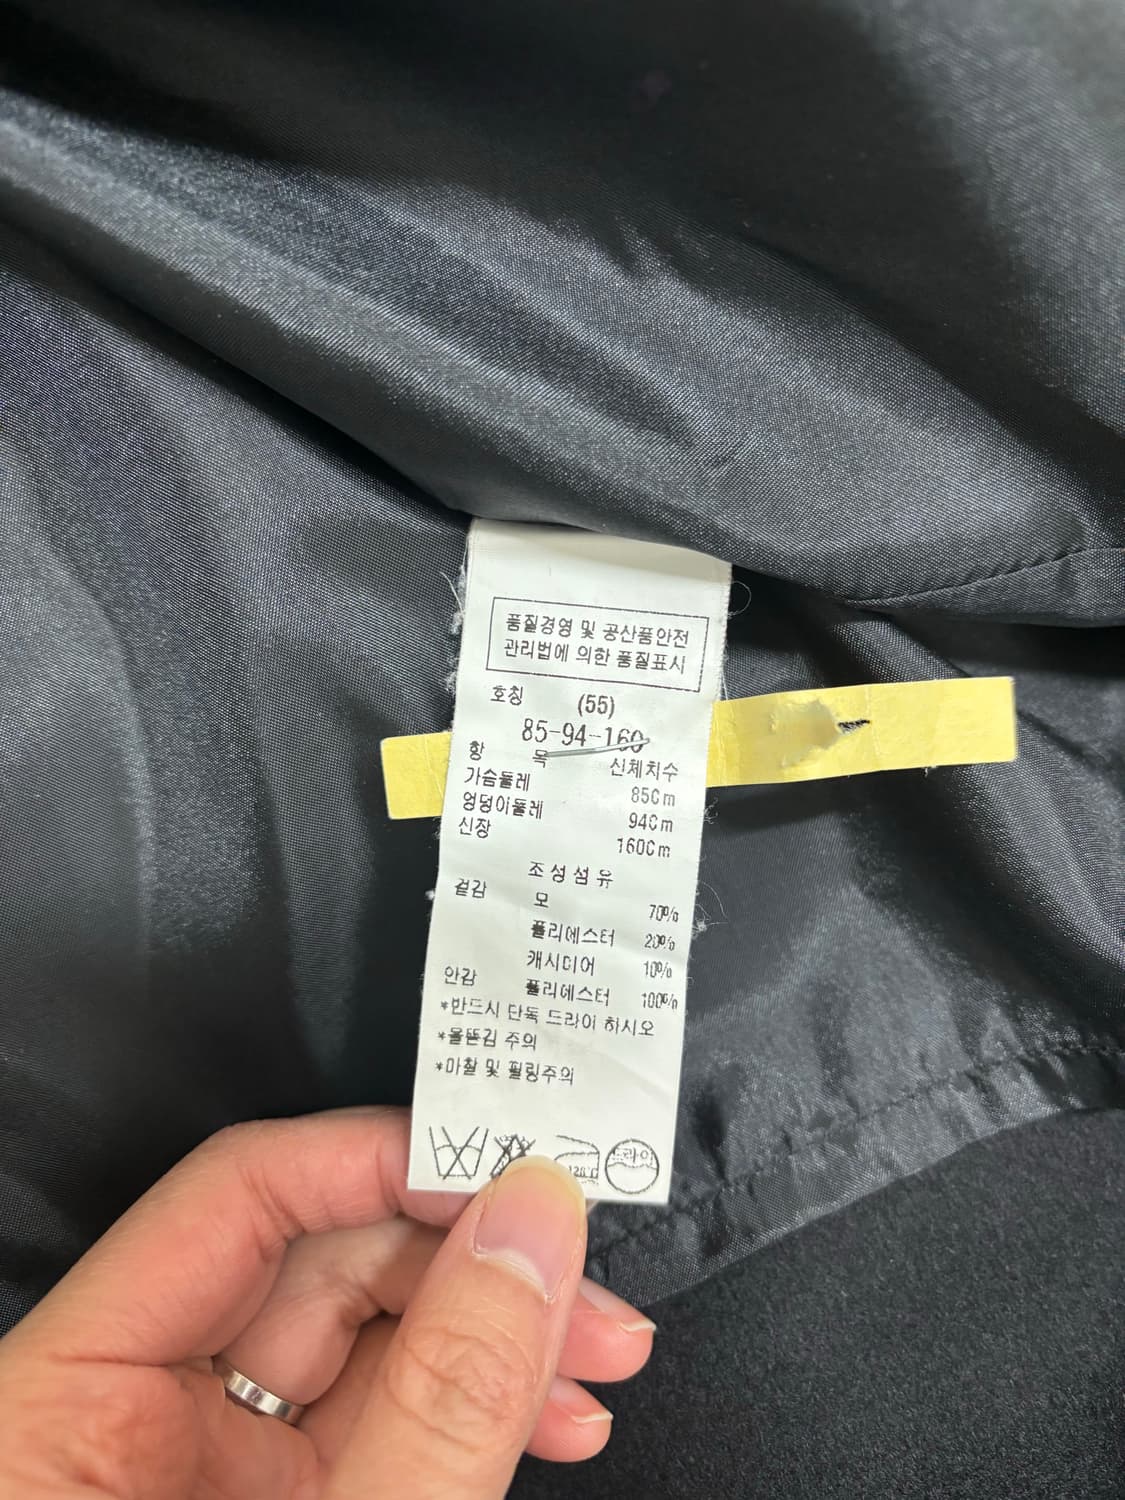 품질경영 및 공산품안전
관리법에 의한 품질표시
호칭 (55)
85-94-160
항 목 신체치수
가슴둘레 85Cm
엉덩이둘레 94Cm
신장 160Cm
조성섬유
겉감 모 70%
폴리에스터 20%
캐시미어 10%
안감 폴리에스터 100%
*반드시 단독 드라이 하시오
*올뜯김 주의
*마찰 및 필링주의
120℃ 드라이